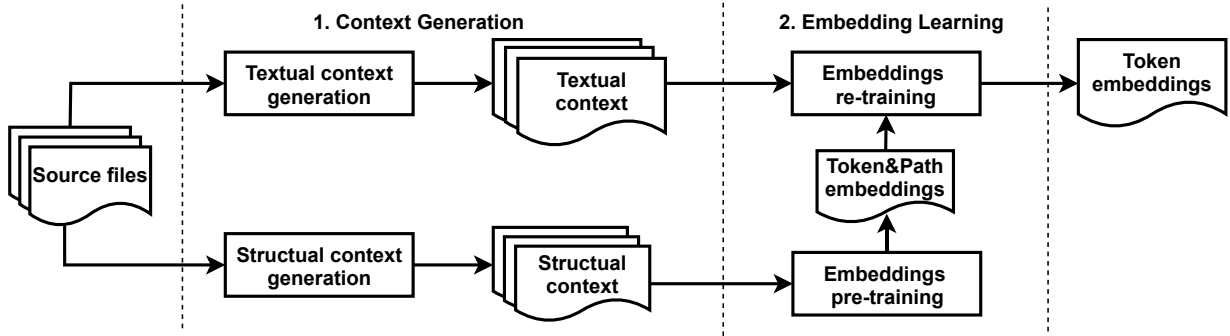 1. Context Generation
2. Embedding Learning
Textual context
generation
Textual
context
Embeddings
re-training
Token
embeddings
Source files
Token&Path
embeddings
Structual context
generation
Structual
context
Embeddings
pre-training